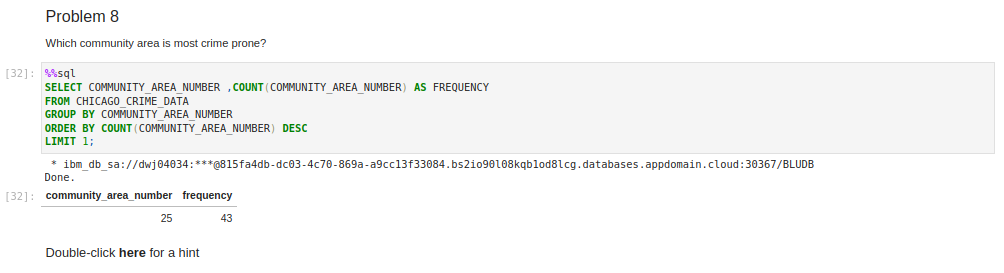 Problem 8
Which community area is most crime prone?
[32]:
%%sql
SELECT COMMUNITY_AREA_NUMBER ,COUNT(COMMUNITY_AREA_NUMBER) AS FREQUENCY
FROM CHICAGO_CRIME_DATA
GROUP BY COMMUNITY_AREA_NUMBER
ORDER BY COUNT(COMMUNITY_AREA_NUMBER) DESC
LIMIT 1;
* ibm_db_sa://dwj04034:***@815fa4db-dc03-4c70-869a-a9cc13f33084.bs2io90l08kqb1od8lcg.databases.appdomain.cloud:30367/BLUDB
Done.
[32]:
community_area_number frequency
25 43
Double-click here for a hint